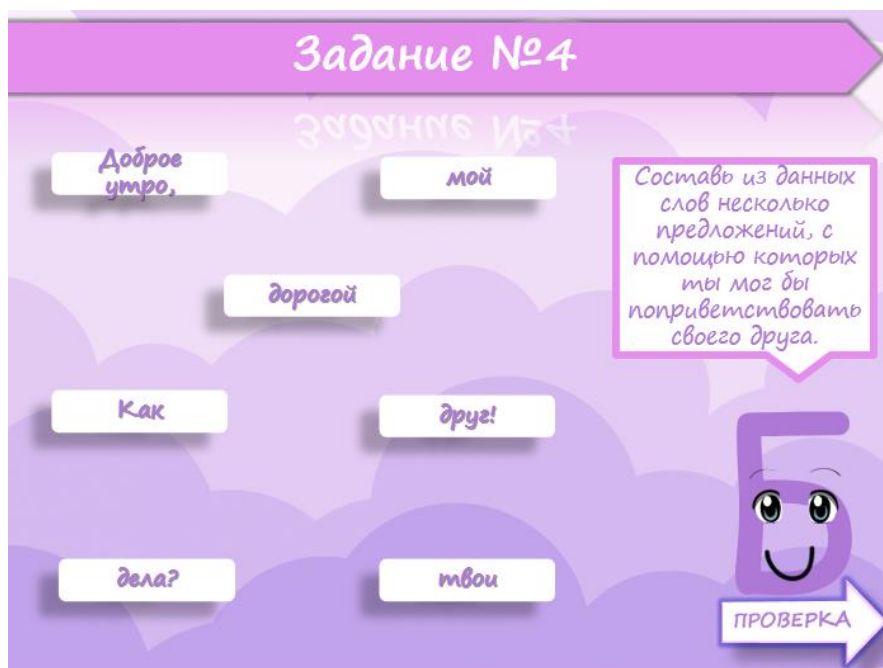 Задание №4
Доброе
утро,
мой
дорогой
Как
друг!
дела?
твои
Составь из данных
слов несколько
предложений, с
помощью которых
ты мог бы
поприветствовать
своего друга.
Б
ПРОВЕРКА